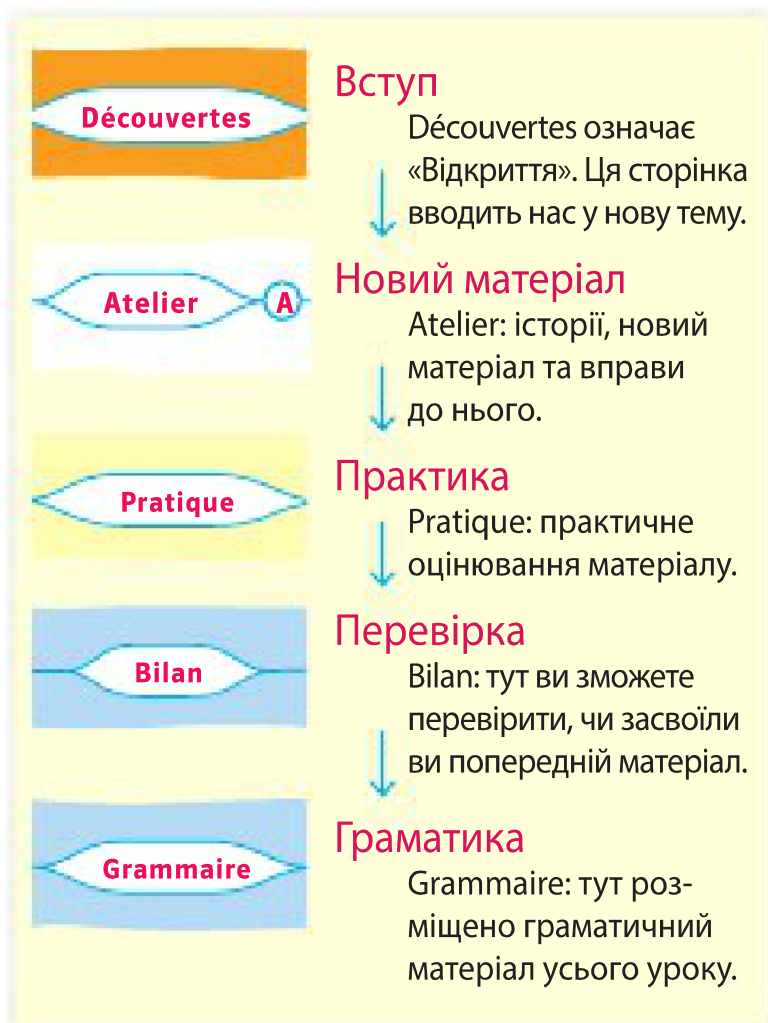 Découvertes
Вступ
Découvertes означає
«Відкриття». Ця сторінка
вводить нас у нову тему.
Atelier A
Новий матеріал
Atelier: історії, новий
матеріал та вправи
до нього.
Pratique
Практика
Pratique: практичне
оцінювання матеріалу.
Bilan
Перевірка
Bilan: тут ви зможете
перевірити, чи засвоїли
ви попередній матеріал.
Grammaire
Граматика
Grammaire: тут роз-
міщено граматичний
матеріал усього уроку.